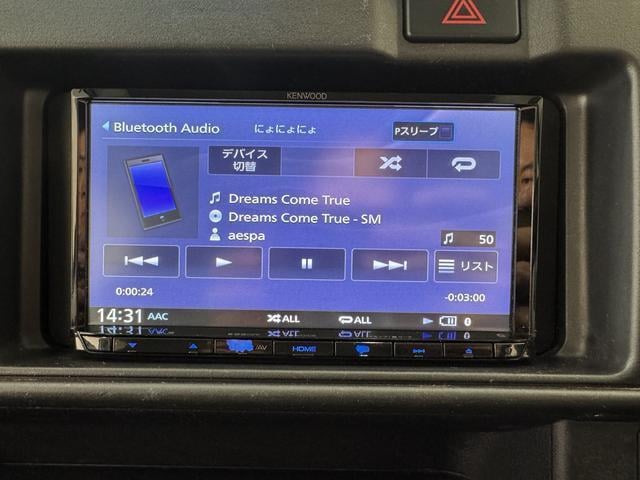 KENWOOD
Bluetooth Audio にょにょにょ Pスリープ
デバイス
切替
Dreams Come True
Dreams Come True - SM
aespa
50
リスト
0:00:24 -0:03:00
14:31 AAC ALL ALL 0
/AV HOME